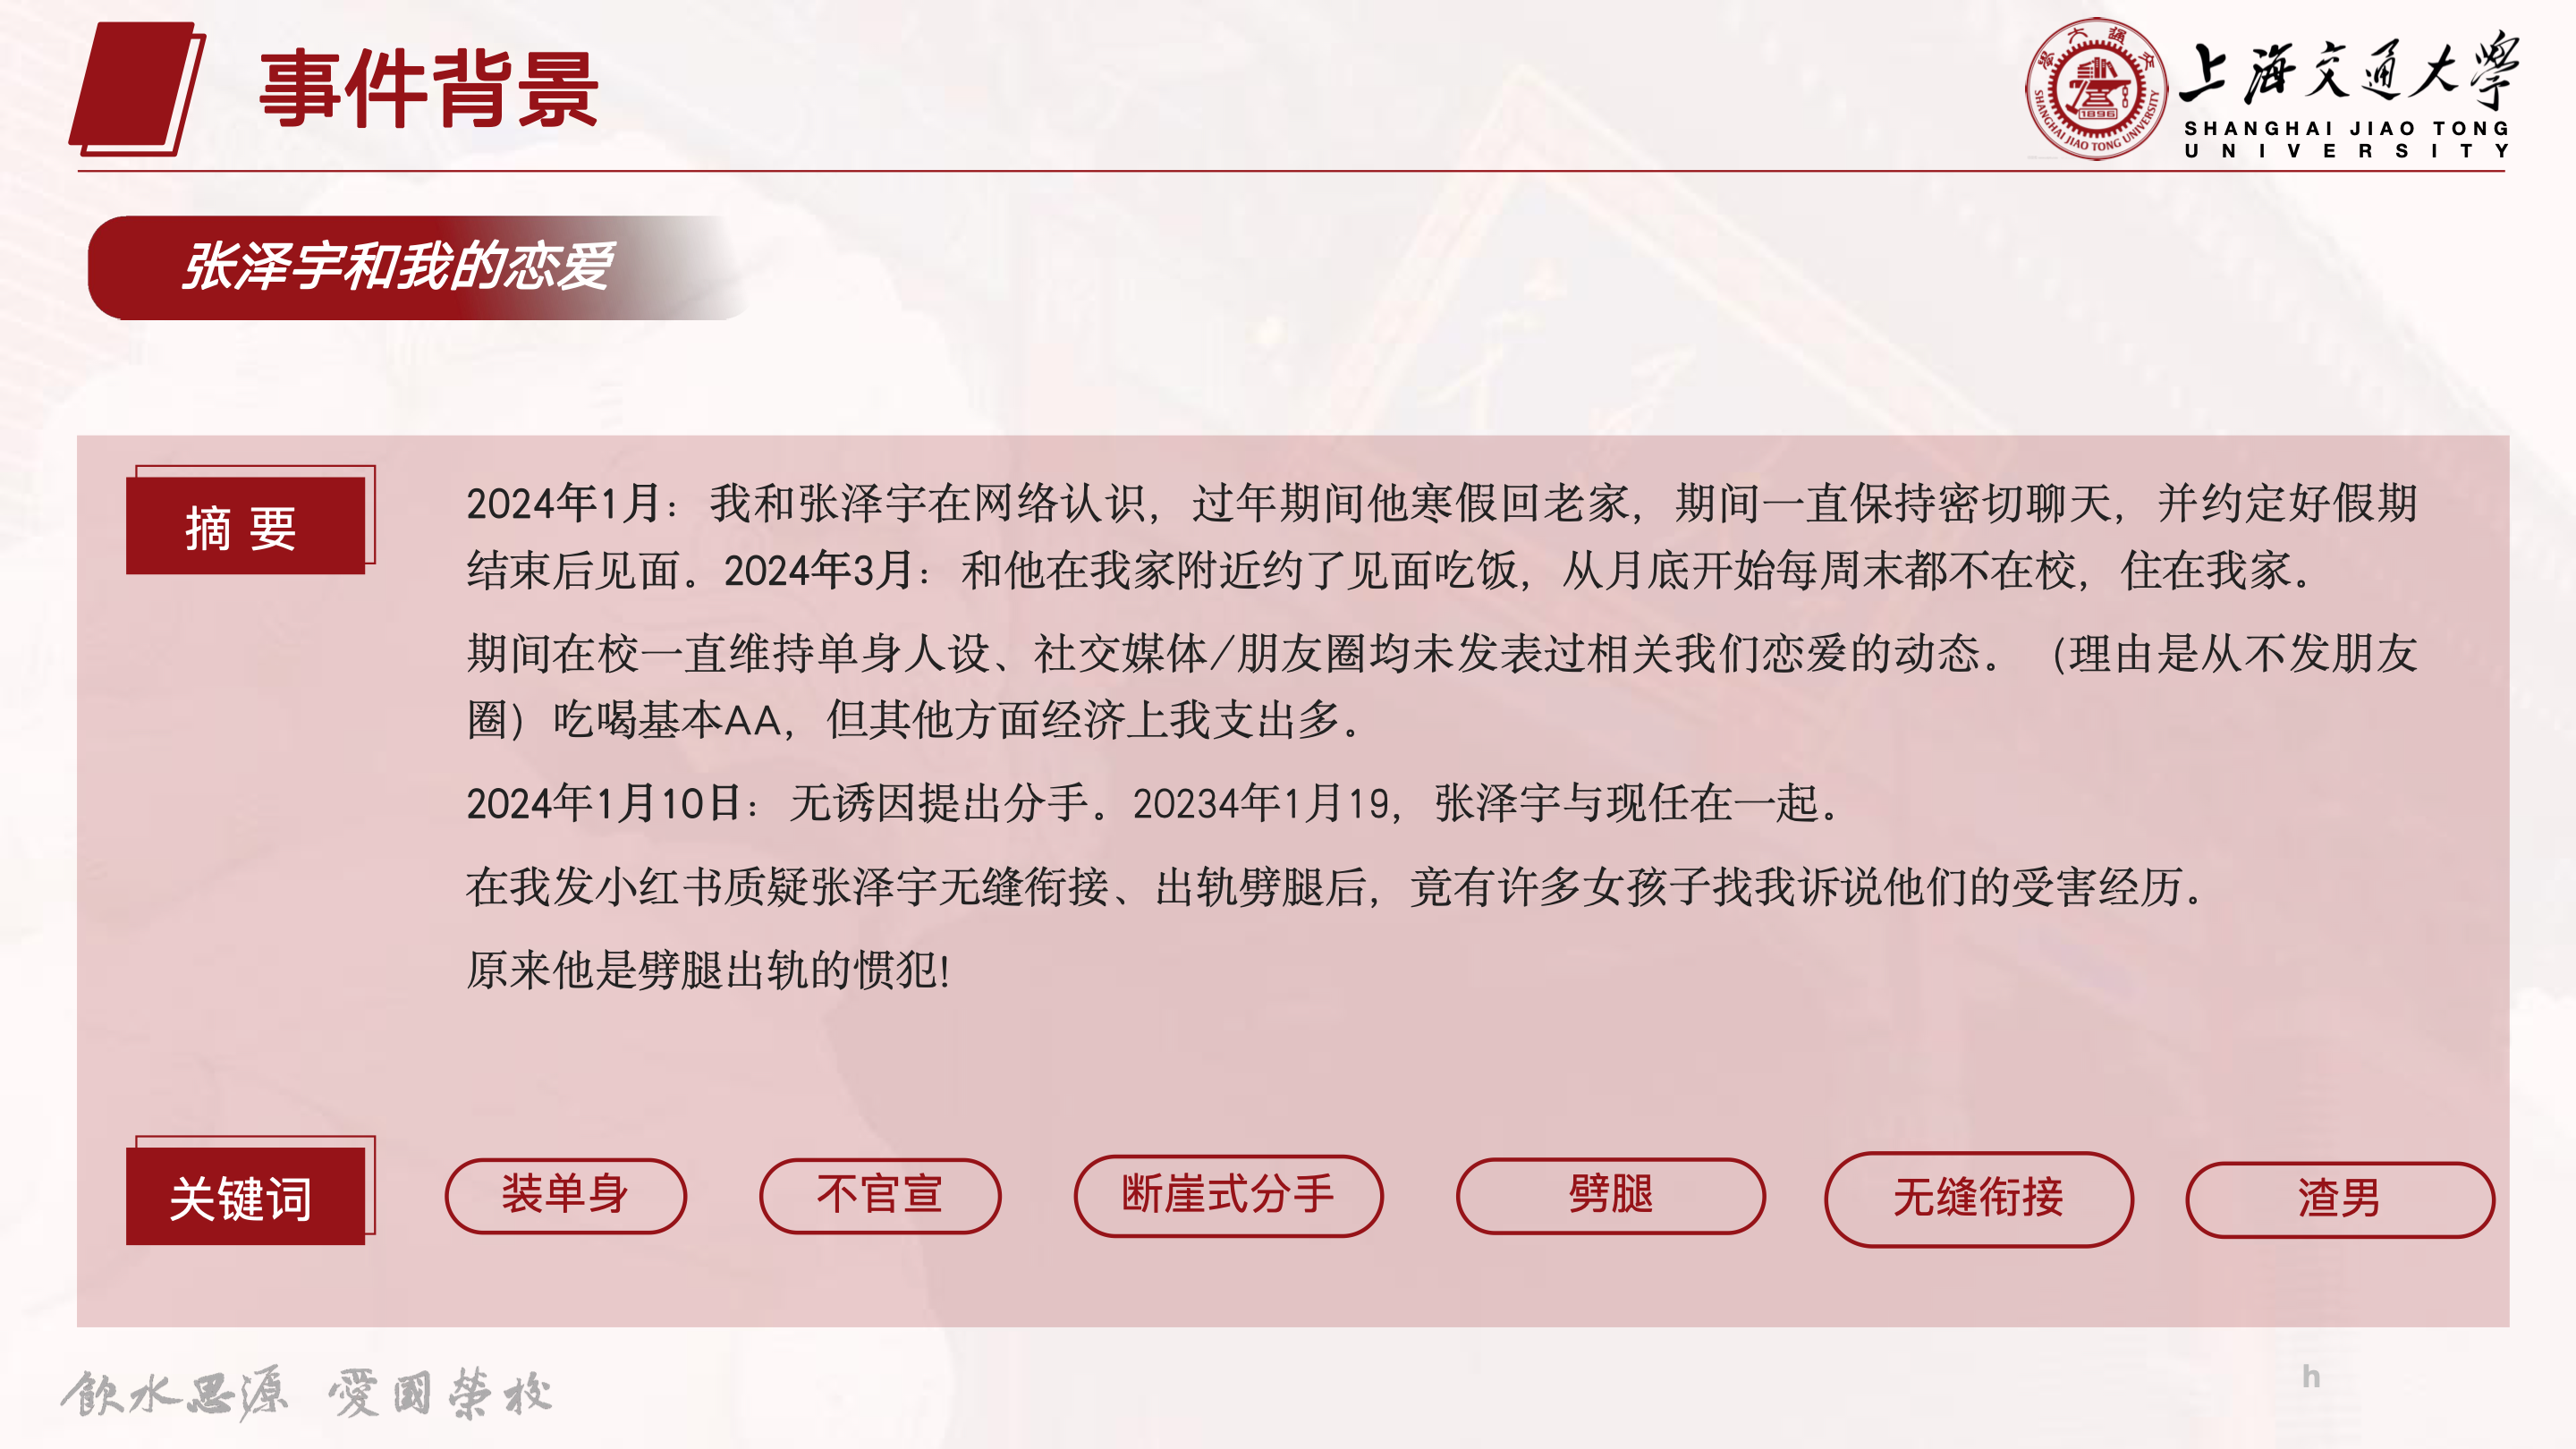 事件背景
上海交通大學
SHANGHAI JIAO TONG
UNIVERSITY
SHANGHAI JIAO TONG UNIVERSITY
1896
张泽宇和我的恋爱
摘 要
2024年1月：我和张泽宇在网络认识，过年期间他寒假回老家，期间一直保持密切聊天，并约定好假期
结束后见面。2024年3月：和他在我家附近约了见面吃饭，从月底开始每周末都不在校，住在我家。
期间在校一直维持单身人设、社交媒体/朋友圈均未发表过相关我们恋爱的动态。（理由是从不发朋友
圈）吃喝基本AA，但其他方面经济上我支出多。
2024年1月10日：无诱因提出分手。20234年1月19，张泽宇与现任在一起。
在我发小红书质疑张泽宇无缝衔接、出轨劈腿后，竟有许多女孩子找我诉说他们的受害经历。
原来他是劈腿出轨的惯犯！
关键词
装单身
不官宣
断崖式分手
劈腿
无缝衔接
渣男
飲水思源 愛國榮校
h